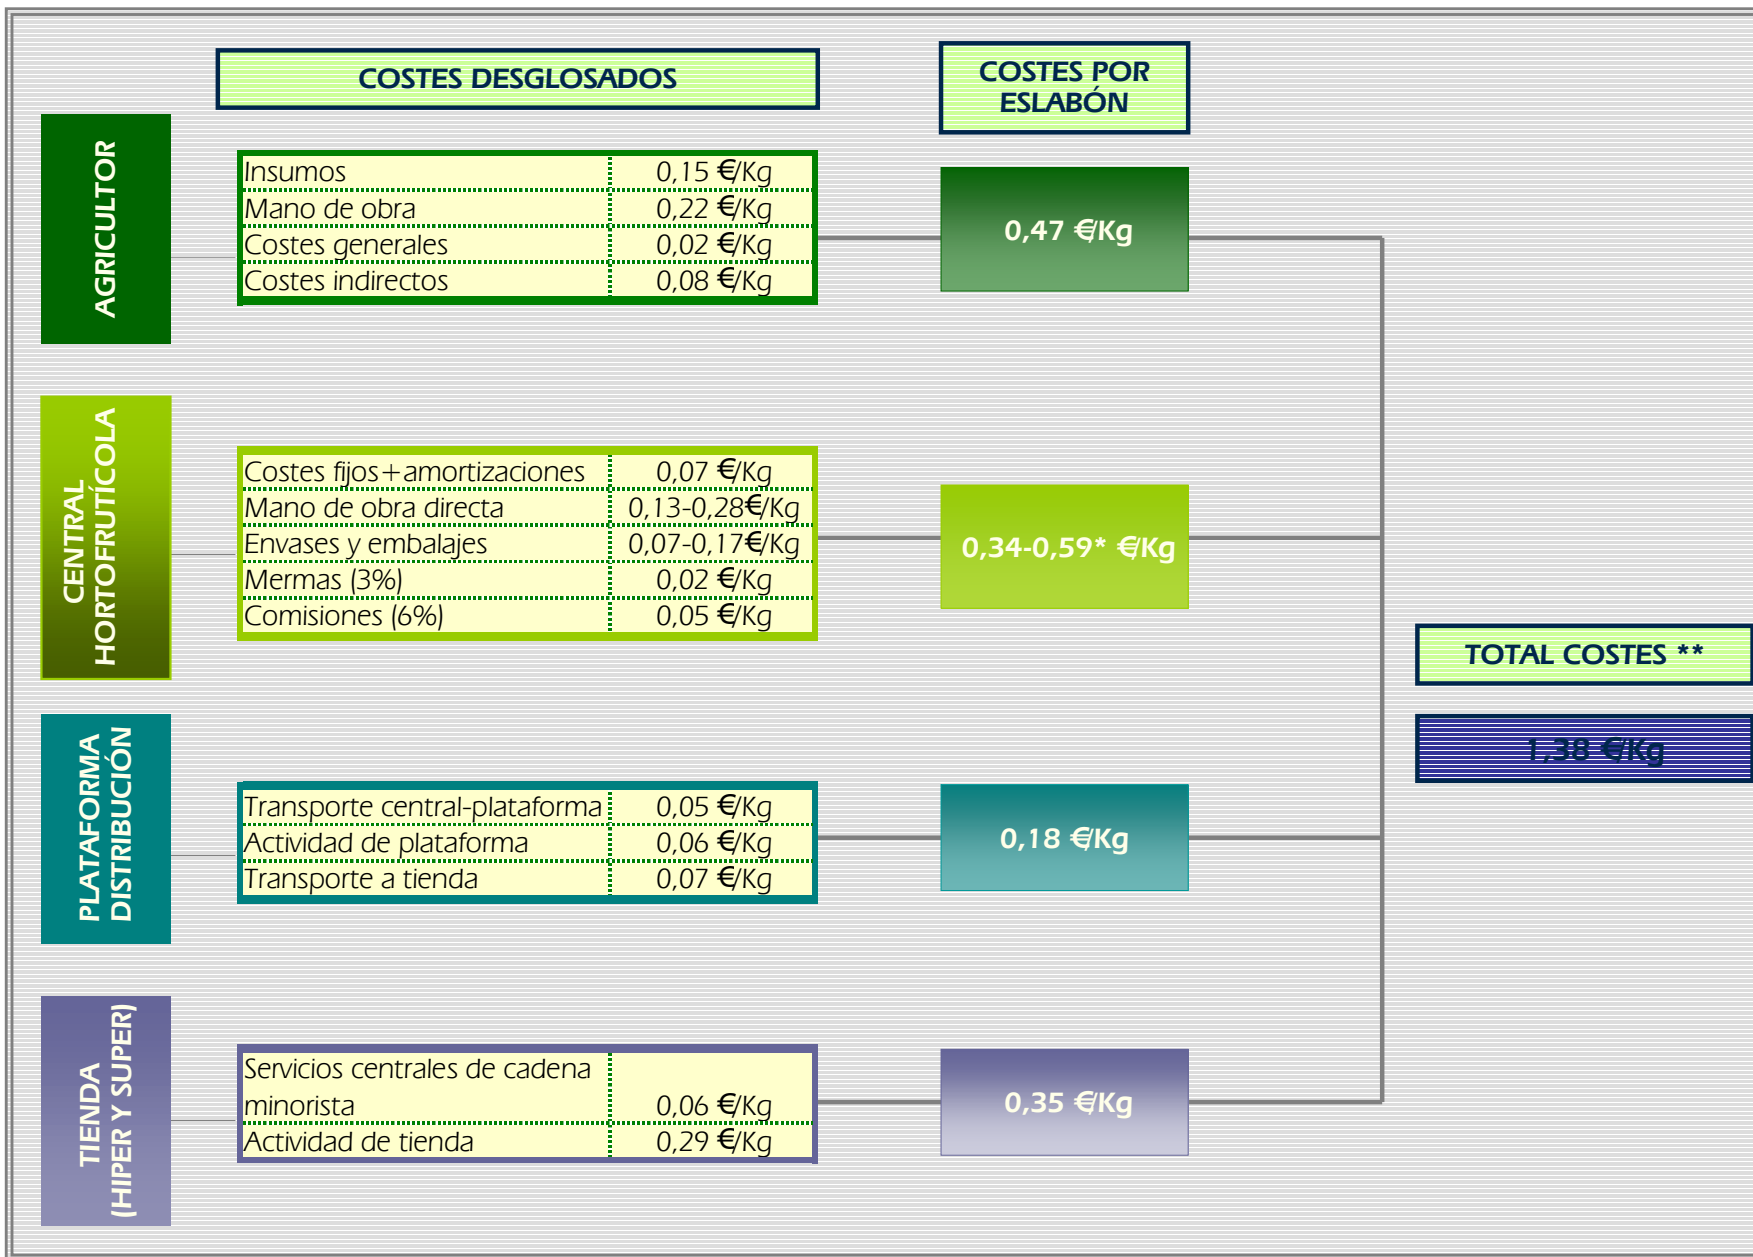 COSTES DESGLOSADOS
COSTES POR
ESLABÓN
AGRICULTOR
Insumos 0,15 €/Kg
Mano de obra 0,22 €/Kg
Costes generales 0,02 €/Kg
Costes indirectos 0,08 €/Kg
0,47 €/Kg
CENTRAL
HORTOFRUTÍCOLA
Costes fijos+amortizaciones 0,07 €/Kg
Mano de obra directa 0,13-0,28€/Kg
Envases y embalajes 0,07-0,17€/Kg
Mermas (3%) 0,02 €/Kg
Comisiones (6%) 0,05 €/Kg
0,34-0,59* €/Kg
TOTAL COSTES **
1,38 €/Kg
PLATAFORMA
DISTRIBUCIÓN
Transporte central-plataforma 0,05 €/Kg
Actividad de plataforma 0,06 €/Kg
Transporte a tienda 0,07 €/Kg
0,18 €/Kg
TIENDA
(HIPER Y SUPER)
Servicios centrales de cadena
minorista 0,06 €/Kg
Actividad de tienda 0,29 €/Kg
0,35 €/Kg